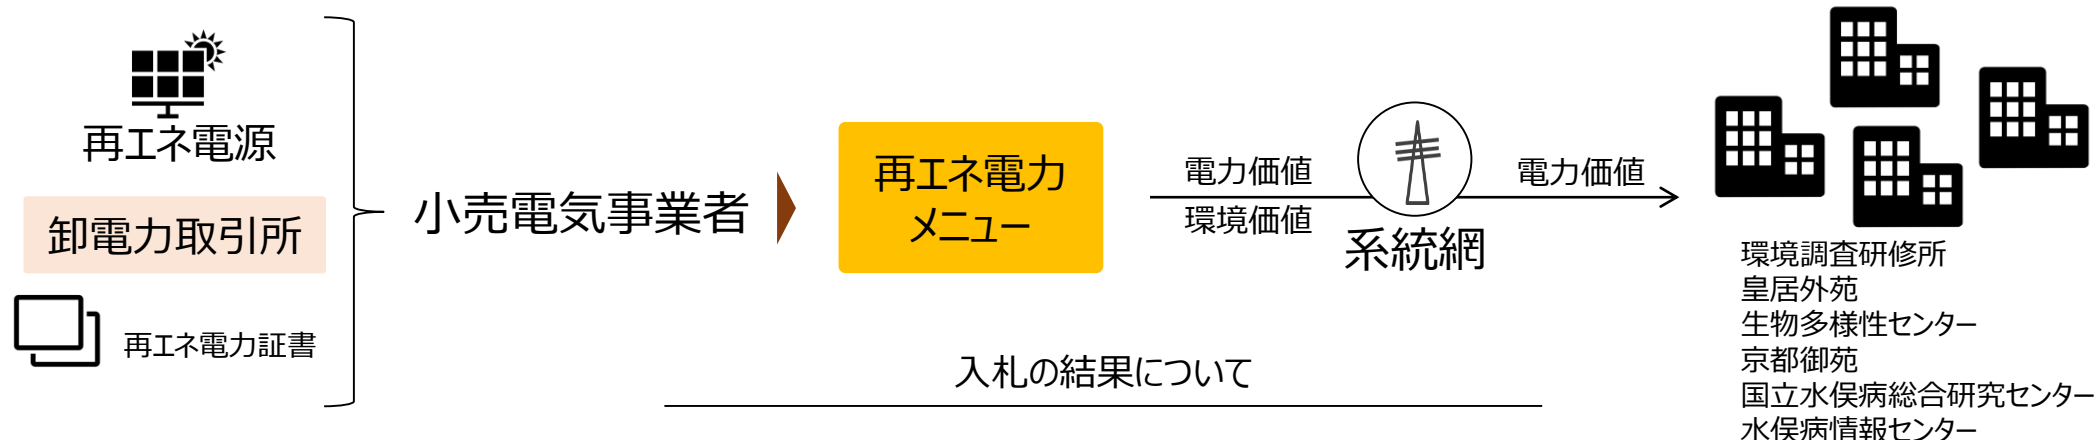 再エネ電源
卸電力取引所
再エネ電力証書
小売電気事業者
再エネ電力
メニュー
電力価値
環境価値
系統網
電力価値
環境調査研修所
皇居外苑
生物多様性センター
京都御苑
国立水俣病総合研究センター
水俣病情報センター
入札の結果について